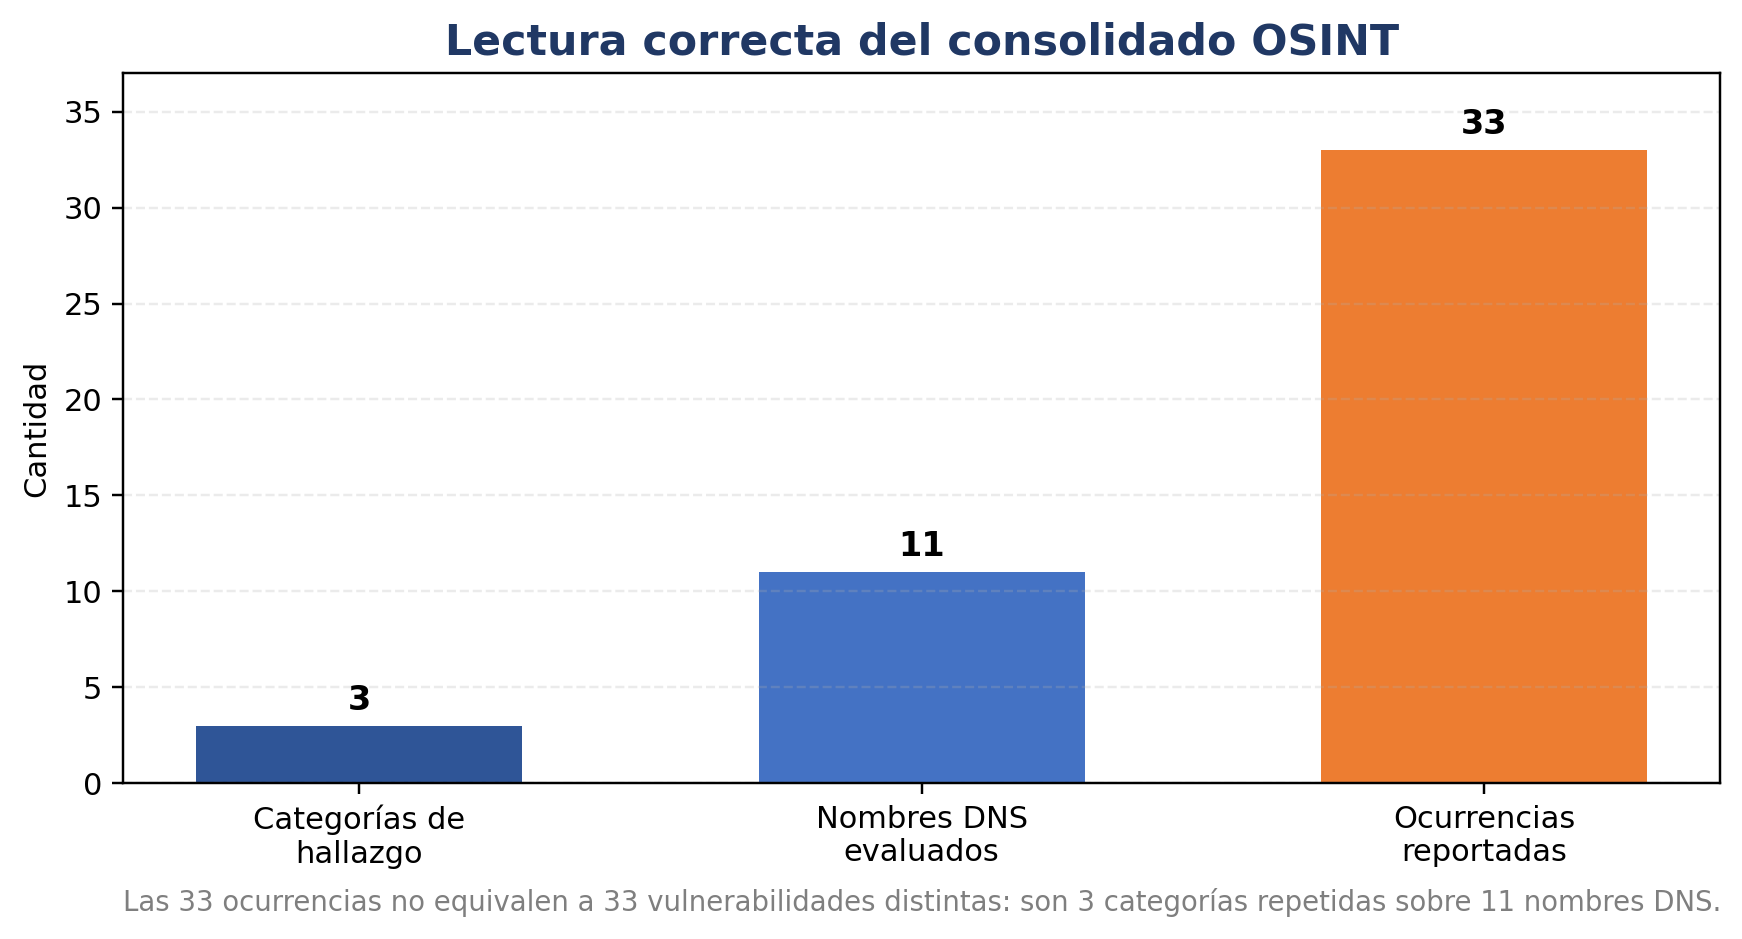 Lectura correcta del consolidado OSINT
Cantidad
35
30
25
20
15
10
5
0
3
11
33
Categorías de
hallazgo
Nombres DNS
evaluados
Ocurrencias
reportadas
Las 33 ocurrencias no equivalen a 33 vulnerabilidades distintas: son 3 categorías repetidas sobre 11 nombres DNS.